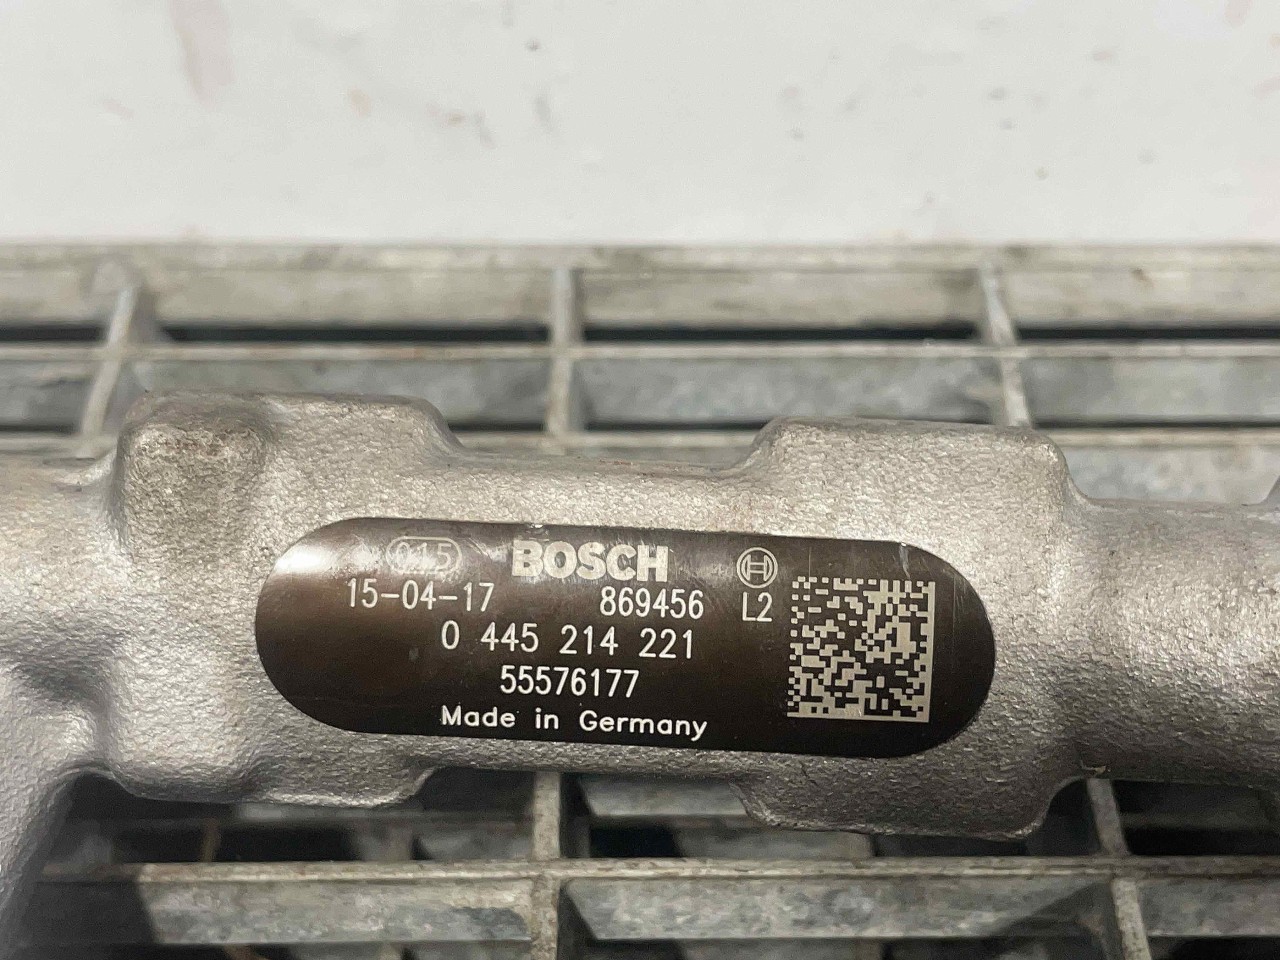 015 BOSCH
15-04-17 869456 L2
0 445 214 221
55576177
Made in Germany